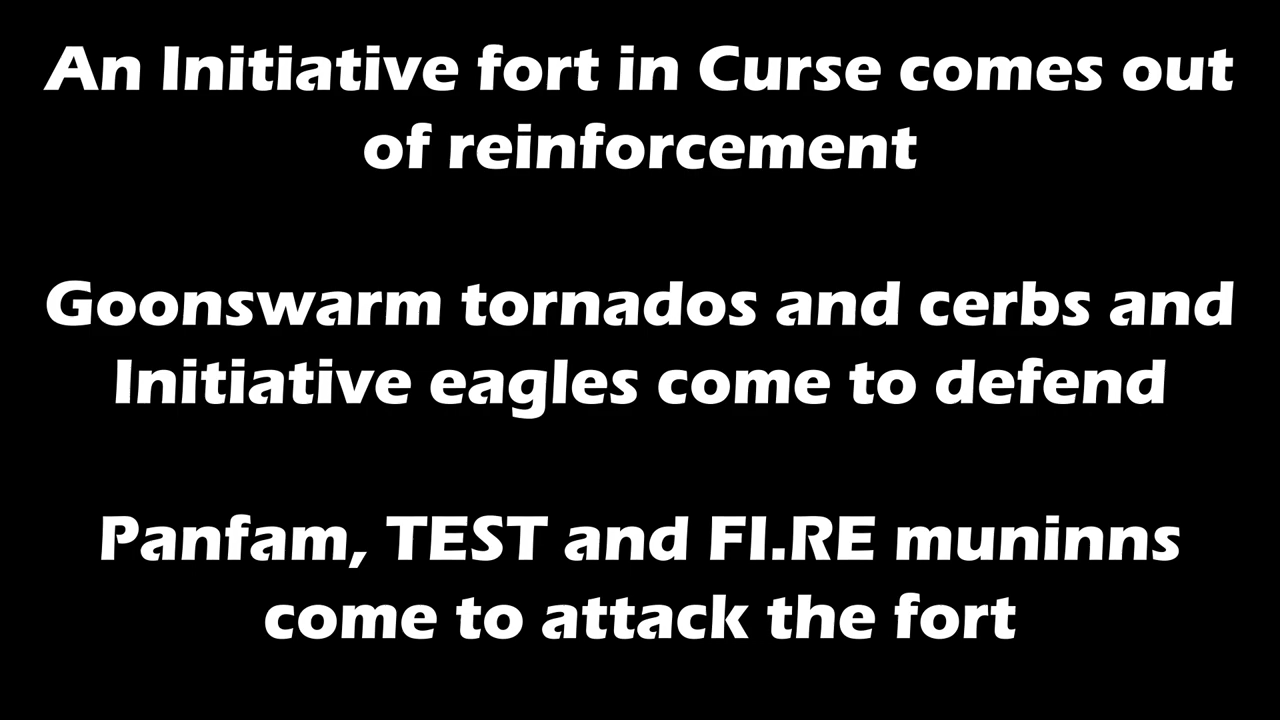 An Initiative fort in Curse comes out
of reinforcement
Goonswarm tornados and cerbs and
Initiative eagles come to defend
Panfam, TEST and FI.RE muninns
come to attack the fort